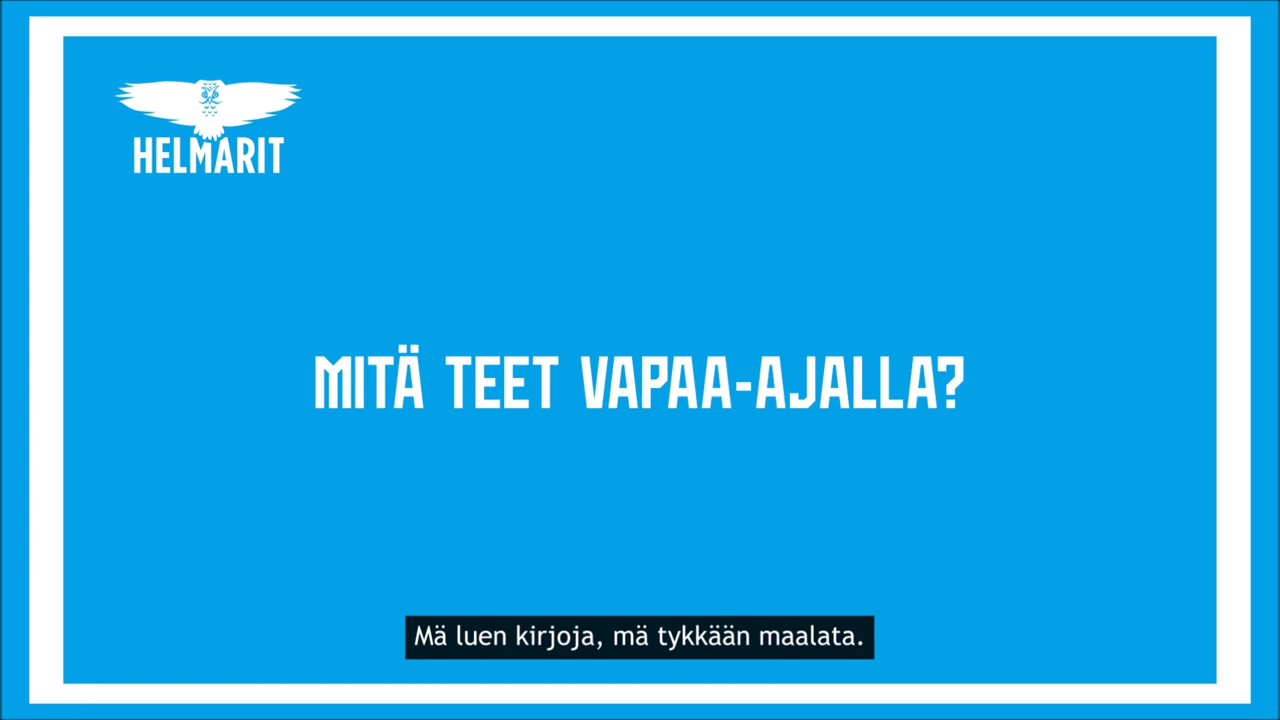 HELMARIT
MITÄ TEET VAPAA-AJALLA?
Mä luen kirjoja, mä tykkään maalata.